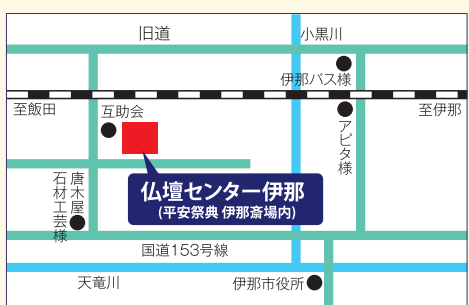 旧道
小黒川
伊那バス様
至飯田
互助会
至伊那
アピタ様
仏壇センター伊那
(平安祭典 伊那斎場内)
唐木屋
石材工芸様
国道153号線
天竜川
伊那市役所